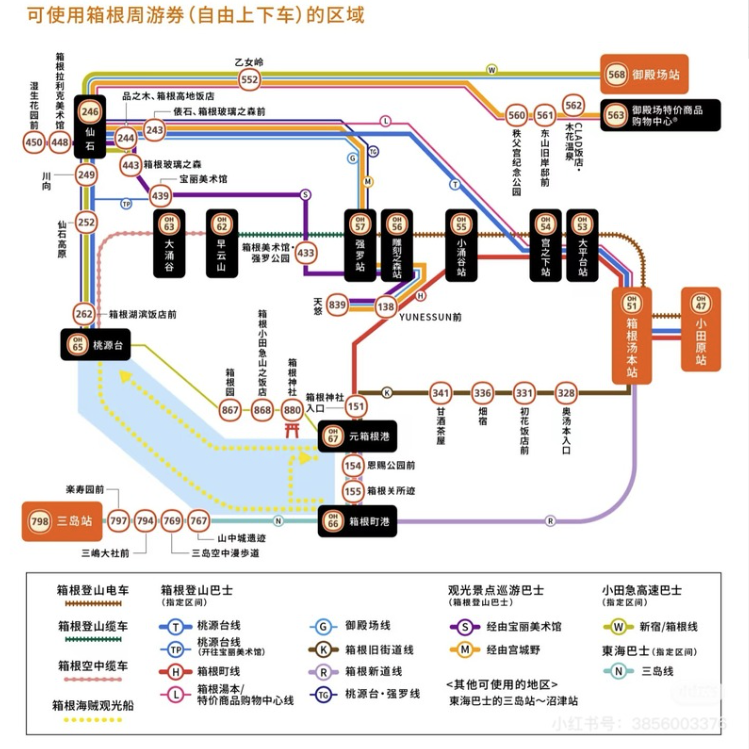 可使用箱根周游券（自由上下车）的区域
乙女岭
552
W
568 御殿场站
箱根拉利克美术馆
湿生花园前
450
448
246
仙石
品之木、箱根高地饭店
244
俵石、箱根玻璃之森前
243
L
560
561
562
563
御殿场特价商品
购物中心®
秩父宫纪念公园
东山旧岸邸前
CLAD饭店・
木花温泉
443
箱根玻璃之森
宝丽美术馆
439
G
TG
M
T
川向
249
TP
S
252
仙石高原
OH
63
大涌谷
OH
62
早云山
箱根美术馆・
强罗公园
433
OH
57
强罗站
OH
56
雕刻之森站
OH
55
小涌谷站
OH
54
宫之下站
OH
53
大平台站
天悠
839
138
YUNESSUN前
H
OH
51
箱根汤本站
OH
47
小田原站
262
箱根湖滨饭店前
OH
65
桃源台
箱根园
867
箱根小田急山之饭店
868
箱根神社
880
箱根神社
入口
151
K
341
甘酒茶屋
336
畑宿
331
初花饭店前
328
奥汤本入口
OH
67
元箱根港
154
恩赐公园前
155
箱根关所迹
OH
66
箱根町港
R
楽寿园前
798
三岛站
797
794
769
767
N
山中城遗迹
三嶋大社前
三岛空中漫步道
箱根登山电车
箱根登山缆车
箱根空中缆车
箱根海贼观光船
箱根登山巴士
(指定区间)
T 桃源台线
TP 桃源台线
(开往宝丽美术馆)
H 箱根町线
L 箱根湯本/
特价商品购物中心线
G 御殿场线
K 箱根旧街道线
R 箱根新道线
TG 桃源台・强罗线
观光景点巡游巴士
(箱根登山巴士)
S 经由宝丽美术馆
M 经由宫城野
<其他可使用的地区>
東海巴士的三岛站～沼津站
小田急高速巴士
(指定区间)
W 新宿/箱根线
東海巴士(指定区间)
N 三岛线
小红书号：3856003376